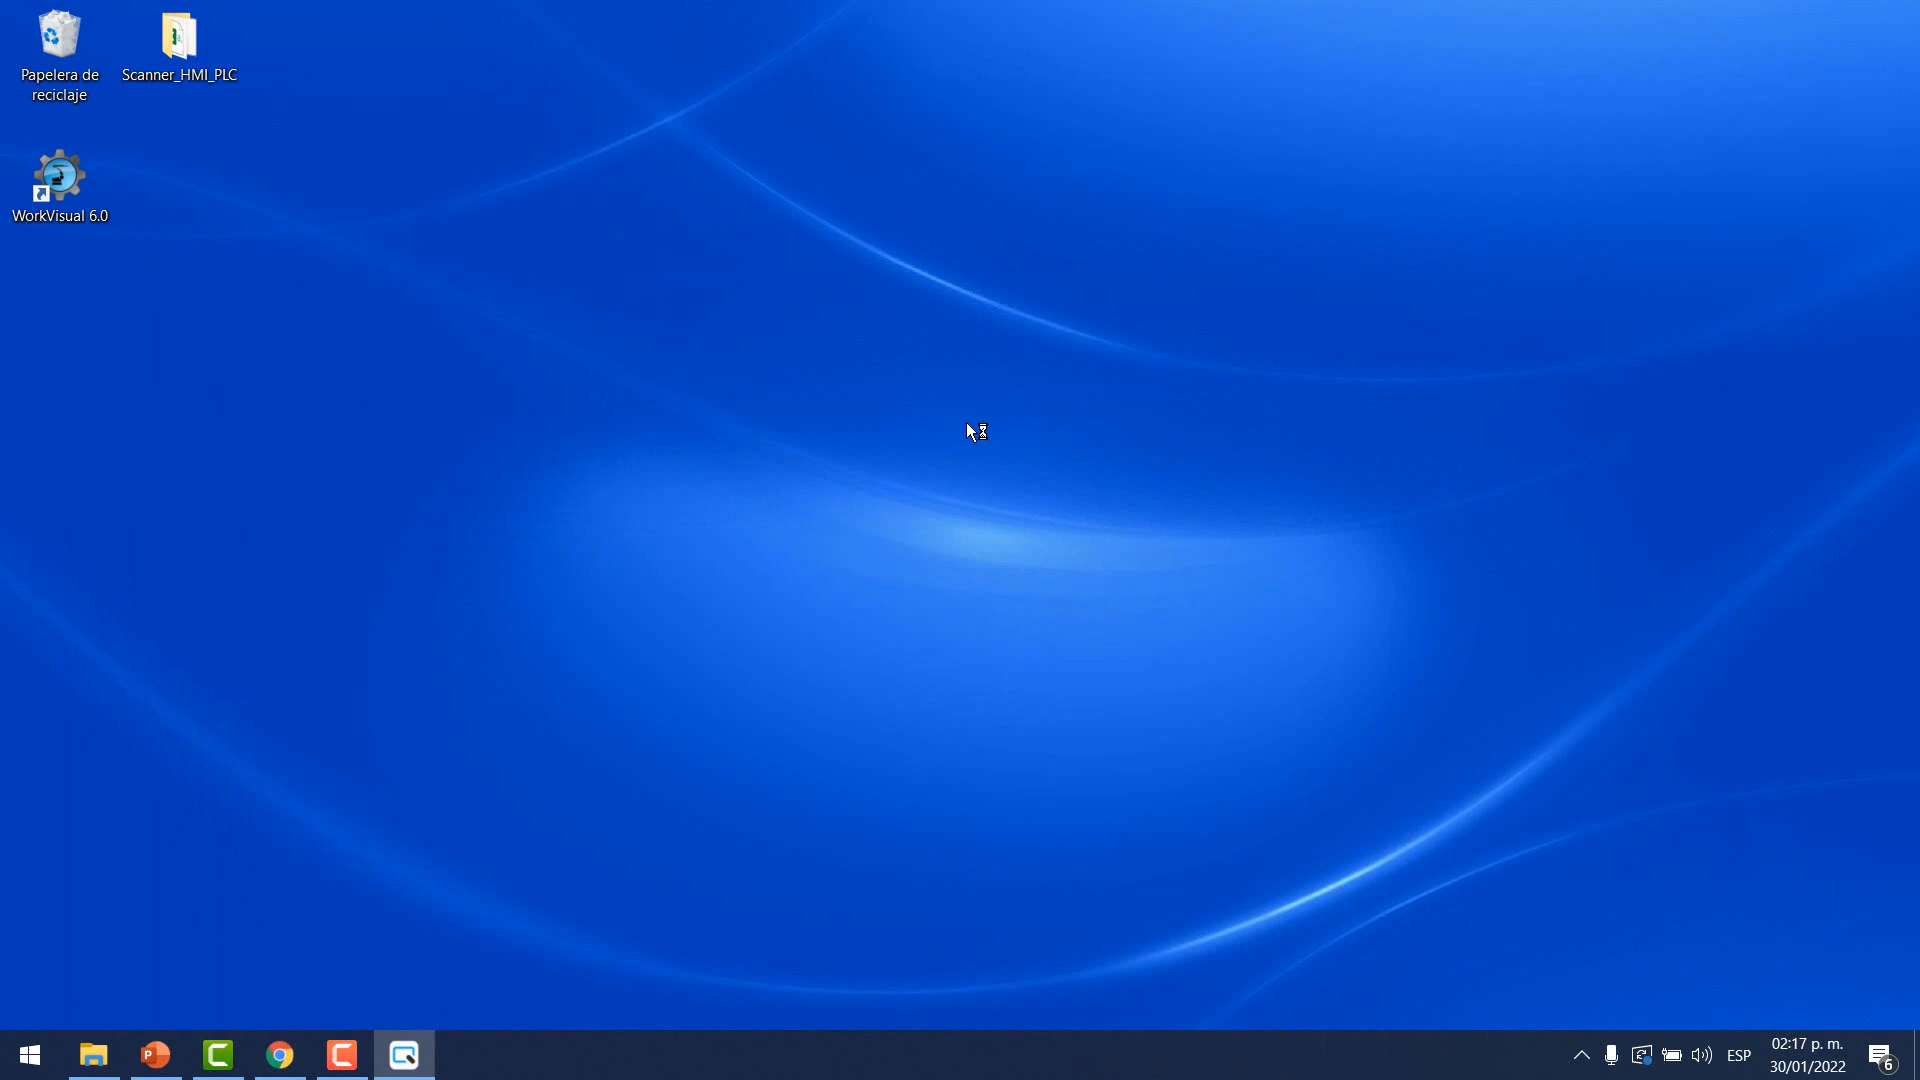 Papelera de
reciclaje
Scanner_HMI_PLC
WorkVisual 6.0
ESP
02:17 p. m.
30/01/2022
6